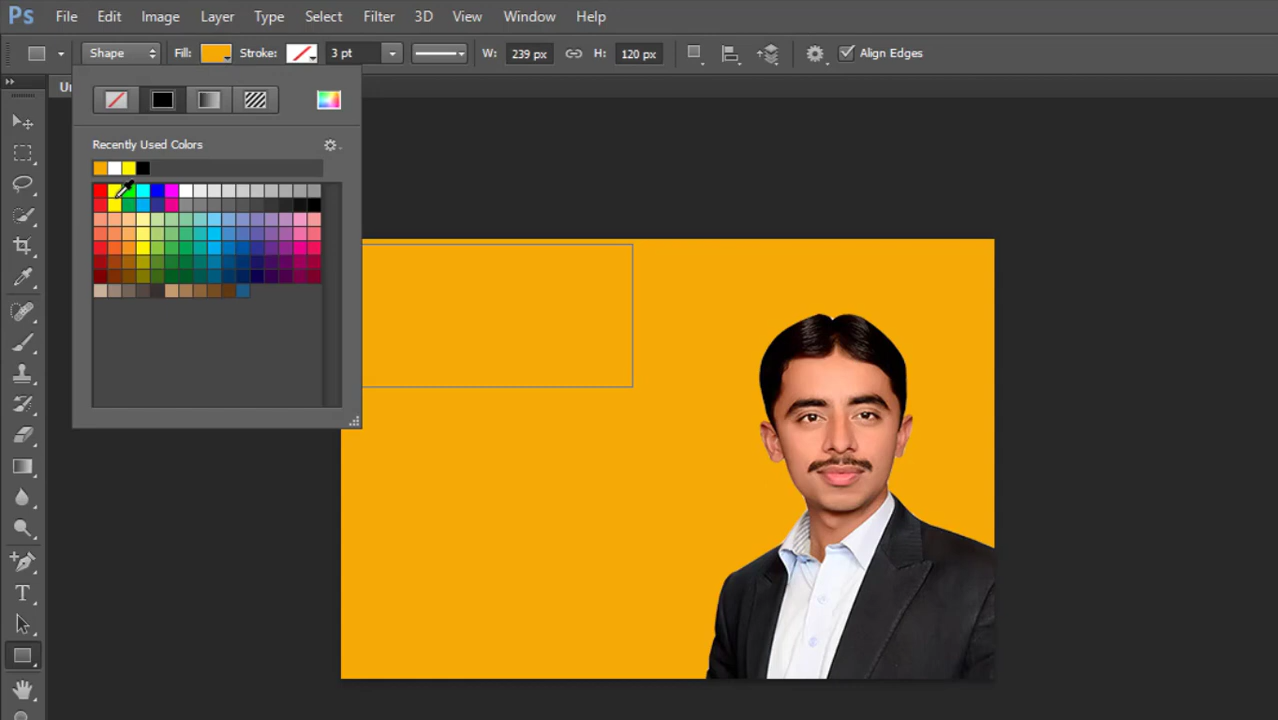 Ps File Edit Image Layer Type Select Filter 3D View Window Help
Shape Fill: Stroke: 3 pt W: 239 px H: 120 px Align Edges
Recently Used Colors
T